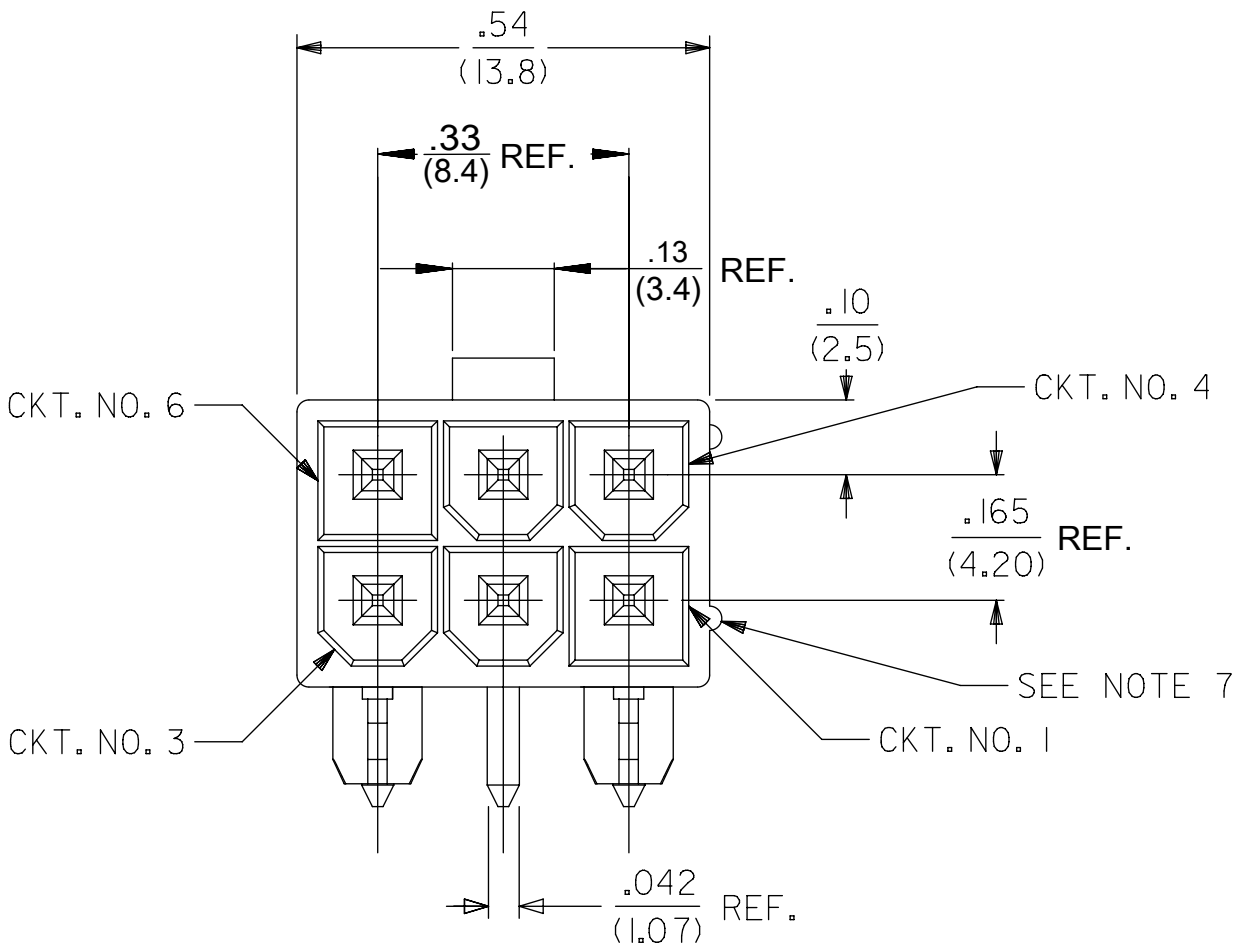 .54
(13.8)
.33
(8.4) REF.
.13
(3.4) REF.
.10
(2.5)
CKT. NO. 6
CKT. NO. 4
.165
(4.20) REF.
SEE NOTE 7
CKT. NO. 3
CKT. NO. 1
.042
(1.07) REF.